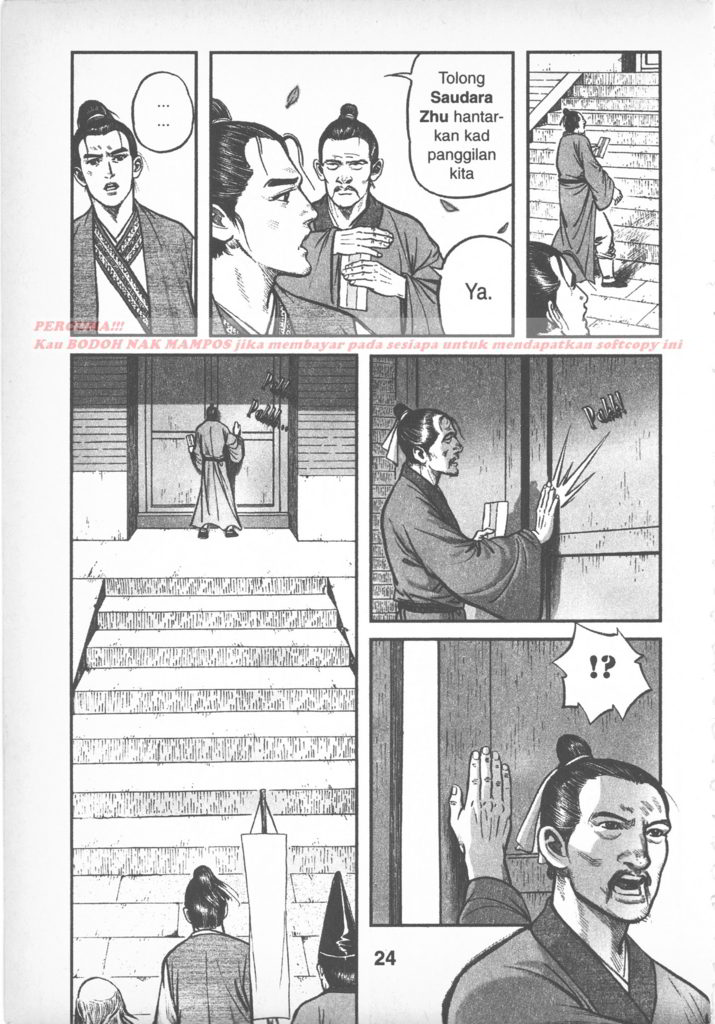 ...
...
Tolong
Saudara
Zhu hantar-
kan kad
panggilan
kita
Ya.
PERCUMA!!!
Kau BODOH NAK MAMPOS jika membayar pada sesiapa untuk mendapatkan softcopy ini
Pakk!
Pakkk!..
Pakk!
!?
24